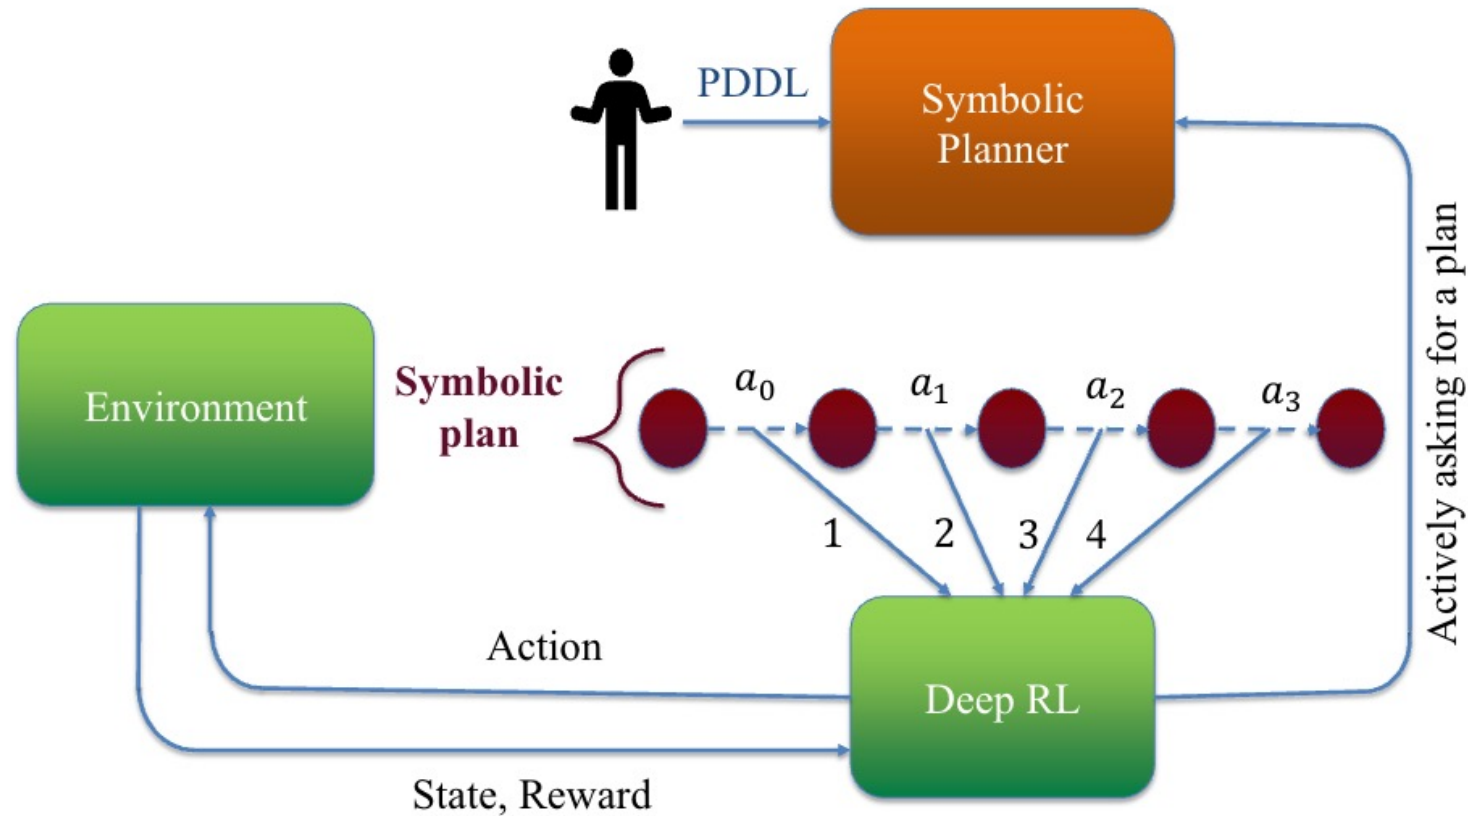 PDDL
Symbolic
Planner
Actively asking for a plan
Environment
Symbolic
plan
a₀
a₁
a₂
a₃
1
2
3
4
Action
Deep RL
State, Reward